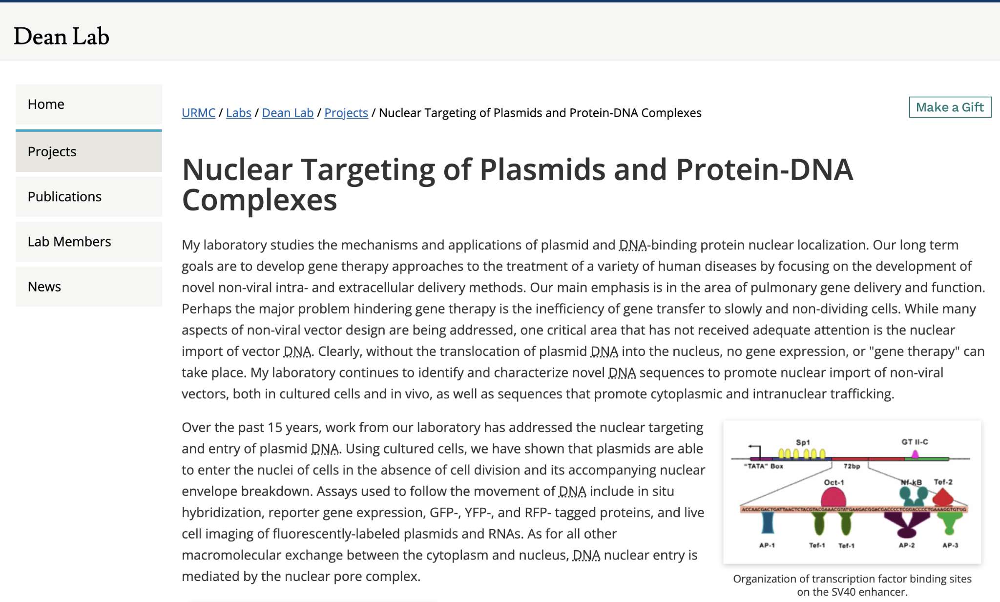 Dean Lab
Home
Projects
Publications
Lab Members
News
URMC / Labs / Dean Lab / Projects / Nuclear Targeting of Plasmids and Protein-DNA Complexes
Make a Gift
Nuclear Targeting of Plasmids and Protein-DNA
Complexes
My laboratory studies the mechanisms and applications of plasmid and DNA-binding protein nuclear localization. Our long term
goals are to develop gene therapy approaches to the treatment of a variety of human diseases by focusing on the development of
novel non-viral intra- and extracellular delivery methods. Our main emphasis is in the area of pulmonary gene delivery and function.
Perhaps the major problem hindering gene therapy is the inefficiency of gene transfer to slowly and non-dividing cells. While many
aspects of non-viral vector design are being addressed, one critical area that has not received adequate attention is the nuclear
import of vector DNA. Clearly, without the translocation of plasmid DNA into the nucleus, no gene expression, or "gene therapy" can
take place. My laboratory continues to identify and characterize novel DNA sequences to promote nuclear import of non-viral
vectors, both in cultured cells and in vivo, as well as sequences that promote cytoplasmic and intranuclear trafficking.
Over the past 15 years, work from our laboratory has addressed the nuclear targeting
and entry of plasmid DNA. Using cultured cells, we have shown that plasmids are able
to enter the nuclei of cells in the absence of cell division and its accompanying nuclear
envelope breakdown. Assays used to follow the movement of DNA include in situ
hybridization, reporter gene expression, GFP-, YFP-, and RFP- tagged proteins, and live
cell imaging of fluorescently-labeled plasmids and RNAs. As for all other
macromolecular exchange between the cytoplasm and nucleus, DNA nuclear entry is
mediated by the nuclear pore complex.
Sp1
GT II-C
"TATA" Box
72bp
Oct-1
Nf-kB
Tef-2
ACCAACGACTGATTAACTCTACGTACGAAACGTATGAAGACGGACGACCCCTCGGACCCCTGAAAGGTGTGG
AP-1
Tef-1
Tef-1
AP-2
AP-3
Organization of transcription factor binding sites
on the SV40 enhancer.